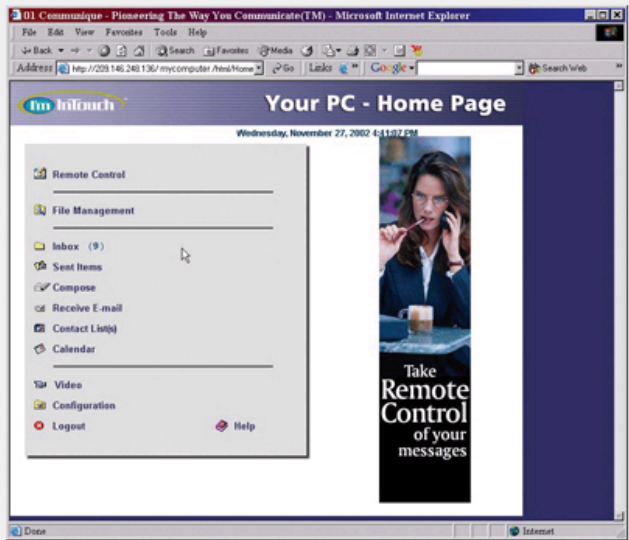 01 Communique - Pioneering The Way You Communicate(TM) - Microsoft Internet Explorer
File Edit View Favorites Tools Help
Back Search Favorites Media
Address http://209.146.248.136/mycomputer/html/Home Go Links Google Search Web
I'm InTouch Your PC - Home Page
Wednesday, November 27, 2002 4:41:07 PM
Remote Control
File Management
Inbox (9)
Sent Items
Compose
Receive E-mail
Contact List(s)
Calendar
Video
Configuration
Logout Help
Take
Remote
Control
of your
messages
Done Internet